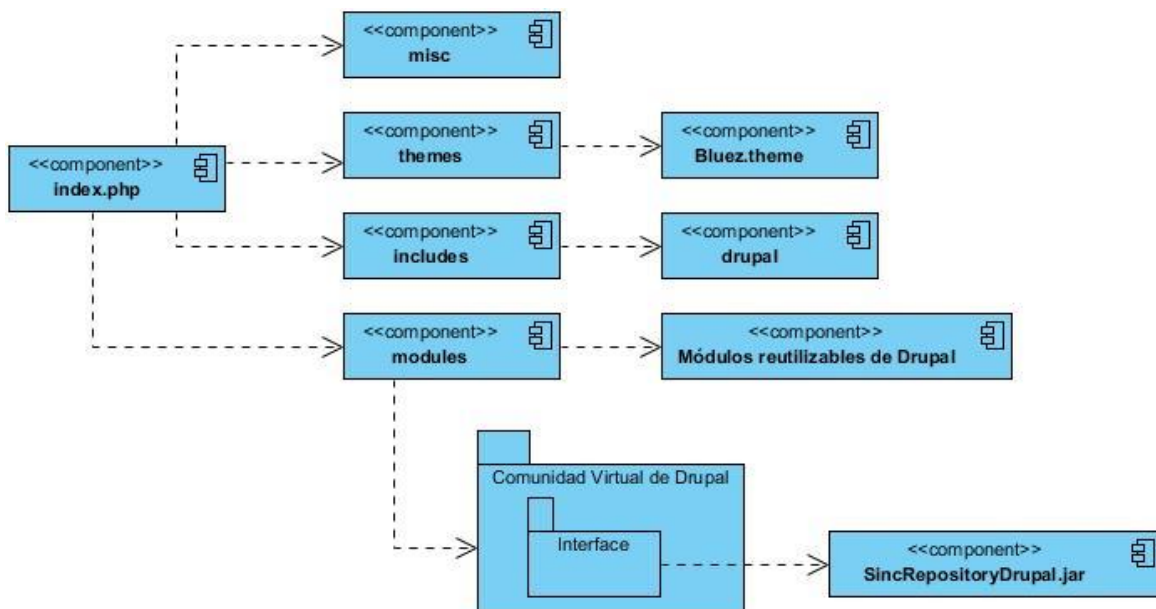 <<component>>
misc
<<component>>
themes
<<component>>
Bluez.theme
<<component>>
index.php
<<component>>
includes
<<component>>
drupal
<<component>>
modules
<<component>>
Módulos reutilizables de Drupal
Comunidad Virtual de Drupal
Interface
<<component>>
SincRepositoryDrupal.jar